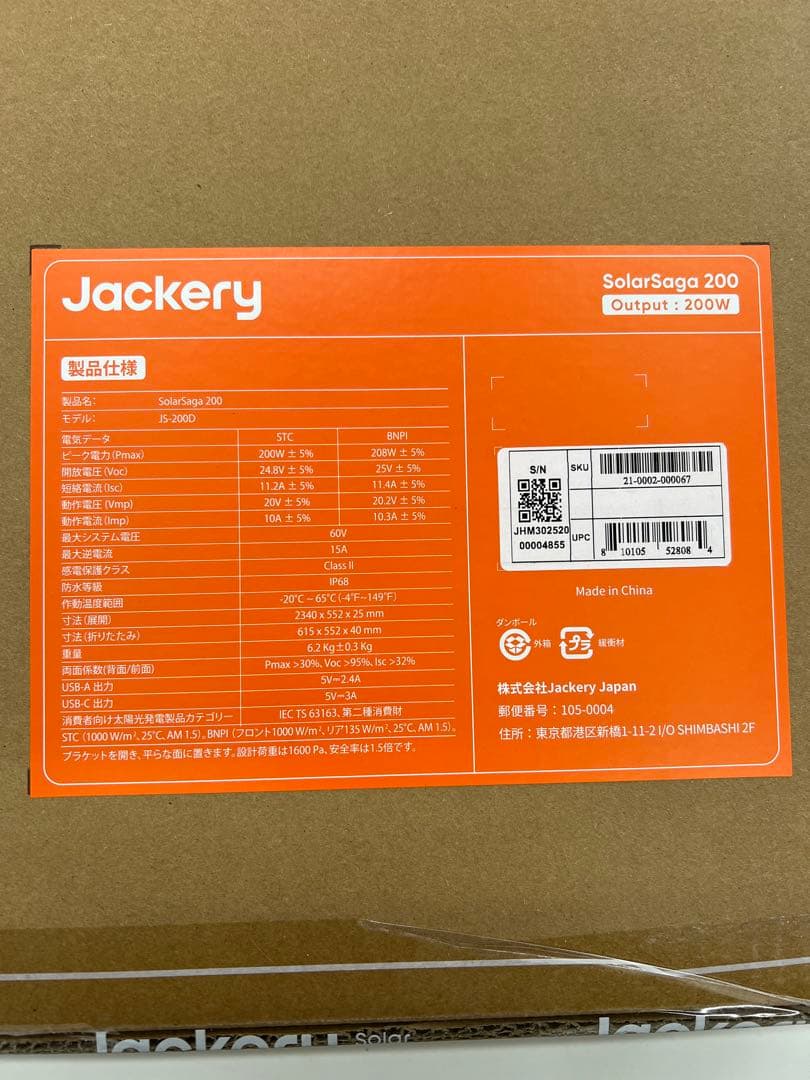 Jackery
SolarSaga 200
Output : 200W
製品仕様
製品名: SolarSaga 200
モデル: JS-200D
電気データ STC BNPI
ピーク電力 (Pmax) 200W ± 5% 208W ± 5%
開放電圧 (Voc) 24.8V ± 5% 25V ± 5%
短絡電流 (Isc) 11.2A ± 5% 11.4A ± 5%
動作電圧 (Vmp) 20V ± 5% 20.2V ± 5%
動作電流 (Imp) 10A ± 5% 10.3A ± 5%
最大システム電圧 60V
最大逆電流 15A
感電保護クラス Class II
防水等級 IP68
作動温度範囲 -20°C ~ 65°C (-4°F~149°F)
寸法 (展開) 2340 x 552 x 25 mm
寸法 (折りたたみ) 615 x 552 x 40 mm
重量 6.2 Kg±0.3 Kg
両面係数(背面/前面) Pmax >30%, Voc >95%, Isc >32%
USB-A 出力 5V⎓2.4A
USB-C 出力 5V⎓3A
消費者向け太陽光発電製品カテゴリー IEC TS 63163、第二種消費財
STC (1000 W/m², 25°C, AM 1.5)。BNPI (フロント1000 W/m²、リア135 W/m²、25°C, AM 1.5)。
ブラケットを開き、平らな面に置きます。設計荷重は1600 Pa、安全率は1.5倍です。
S/N
JHM302520
00004855
SKU
21-0002-000067
UPC
8 10105 52808 4
Made in China
ダンボール
外箱
プラ
緩衝材
株式会社Jackery Japan
郵便番号：105-0004
住所：東京都港区新橋1-11-2 I/O SHIMBASHI 2F
Jackery Solar
Jackery